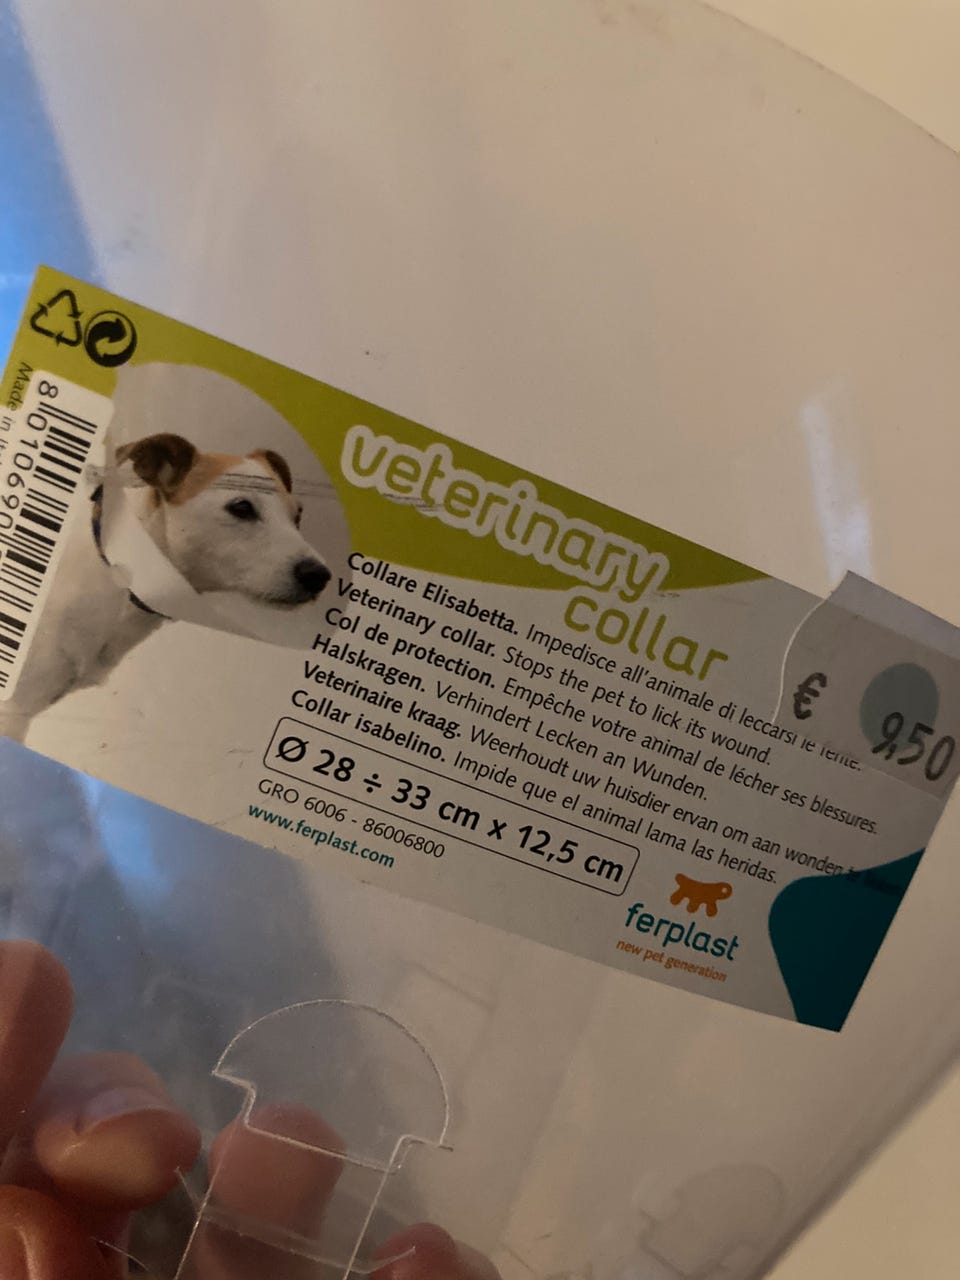 veterinary
collar
Collare Elisabetta. Impedisce all'animale di leccarsi le ferite.
Veterinary collar. Stops the pet to lick its wound.
Col de protection. Empêche votre animal de lécher ses blessures.
Halskragen. Verhindert Lecken an Wunden.
Veterinaire kraag. Weerhoudt uw huisdier ervan om aan wonden te
Collar isabelino. Impide que el animal lama las heridas.
Ø 28 ÷ 33 cm x 12,5 cm
GRO 6006 - 86006800
www.ferplast.com
ferplast
new pet generation
€ 9,50
Made in
8 010690